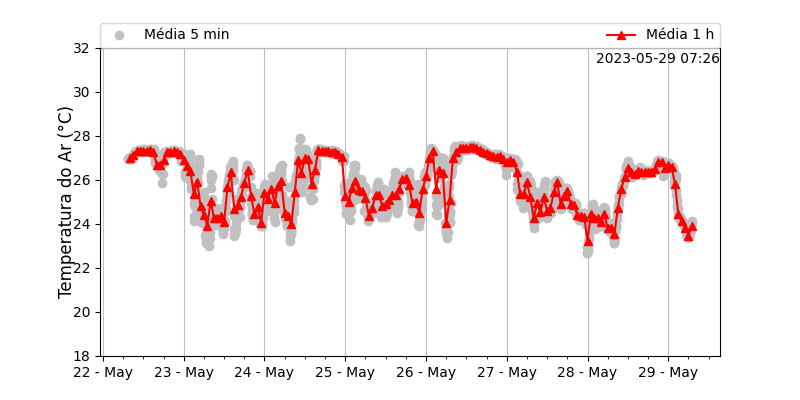 Média 5 min
Média 1 h
2023-05-29 07:26
Temperatura do Ar (°C)
32
30
28
26
24
22
20
18
22 - May
23 - May
24 - May
25 - May
26 - May
27 - May
28 - May
29 - May